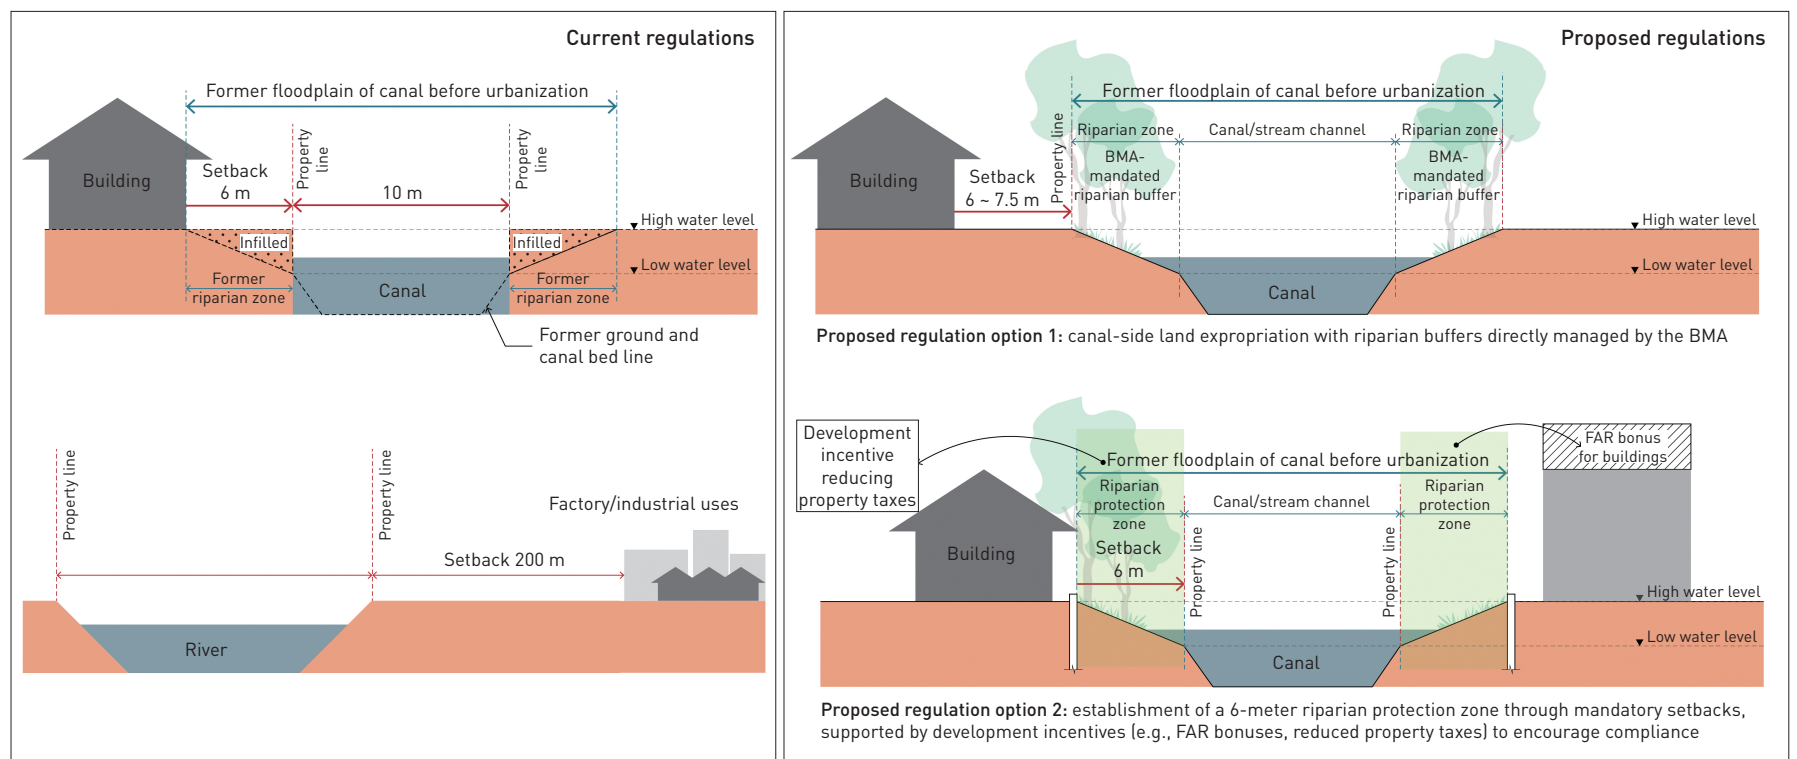 Current regulations
Former floodplain of canal before urbanization
Property
line
Property
line
Setback
6 m
10 m
Building
High water level
Infilled
Infilled
Low water level
Former
riparian zone
Canal
Former
riparian zone
Former ground and
canal bed line
Property line
Property line
Factory/industrial uses
Setback 200 m
River
Proposed regulations
Former floodplain of canal before urbanization
Property line
Riparian zone
Canal/stream channel
Riparian zone
BMA-
mandated
riparian buffer
BMA-
mandated
riparian buffer
Building
Setback
6 ~ 7.5 m
High water level
Low water level
Canal
Proposed regulation option 1: canal-side land expropriation with riparian buffers directly managed by the BMA
Development
incentive
reducing
property taxes
FAR bonus
for buildings
Former floodplain of canal before urbanization
Riparian
protection
zone
Canal/stream channel
Riparian
protection
zone
Building
Setback
6 m
Property line
Property line
High water level
Low water level
Canal
Proposed regulation option 2: establishment of a 6-meter riparian protection zone through mandatory setbacks,
supported by development incentives (e.g., FAR bonuses, reduced property taxes) to encourage compliance